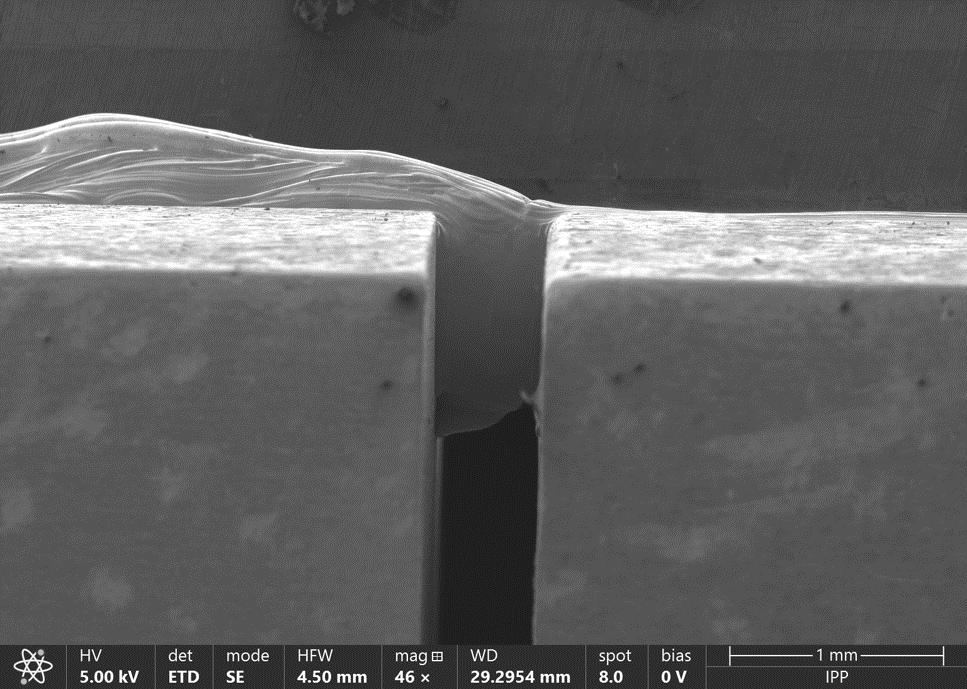 HV det mode HFW mag WD spot bias 1 mm
5.00 kV ETD SE 4.50 mm 46 × 29.2954 mm 8.0 0 V IPP